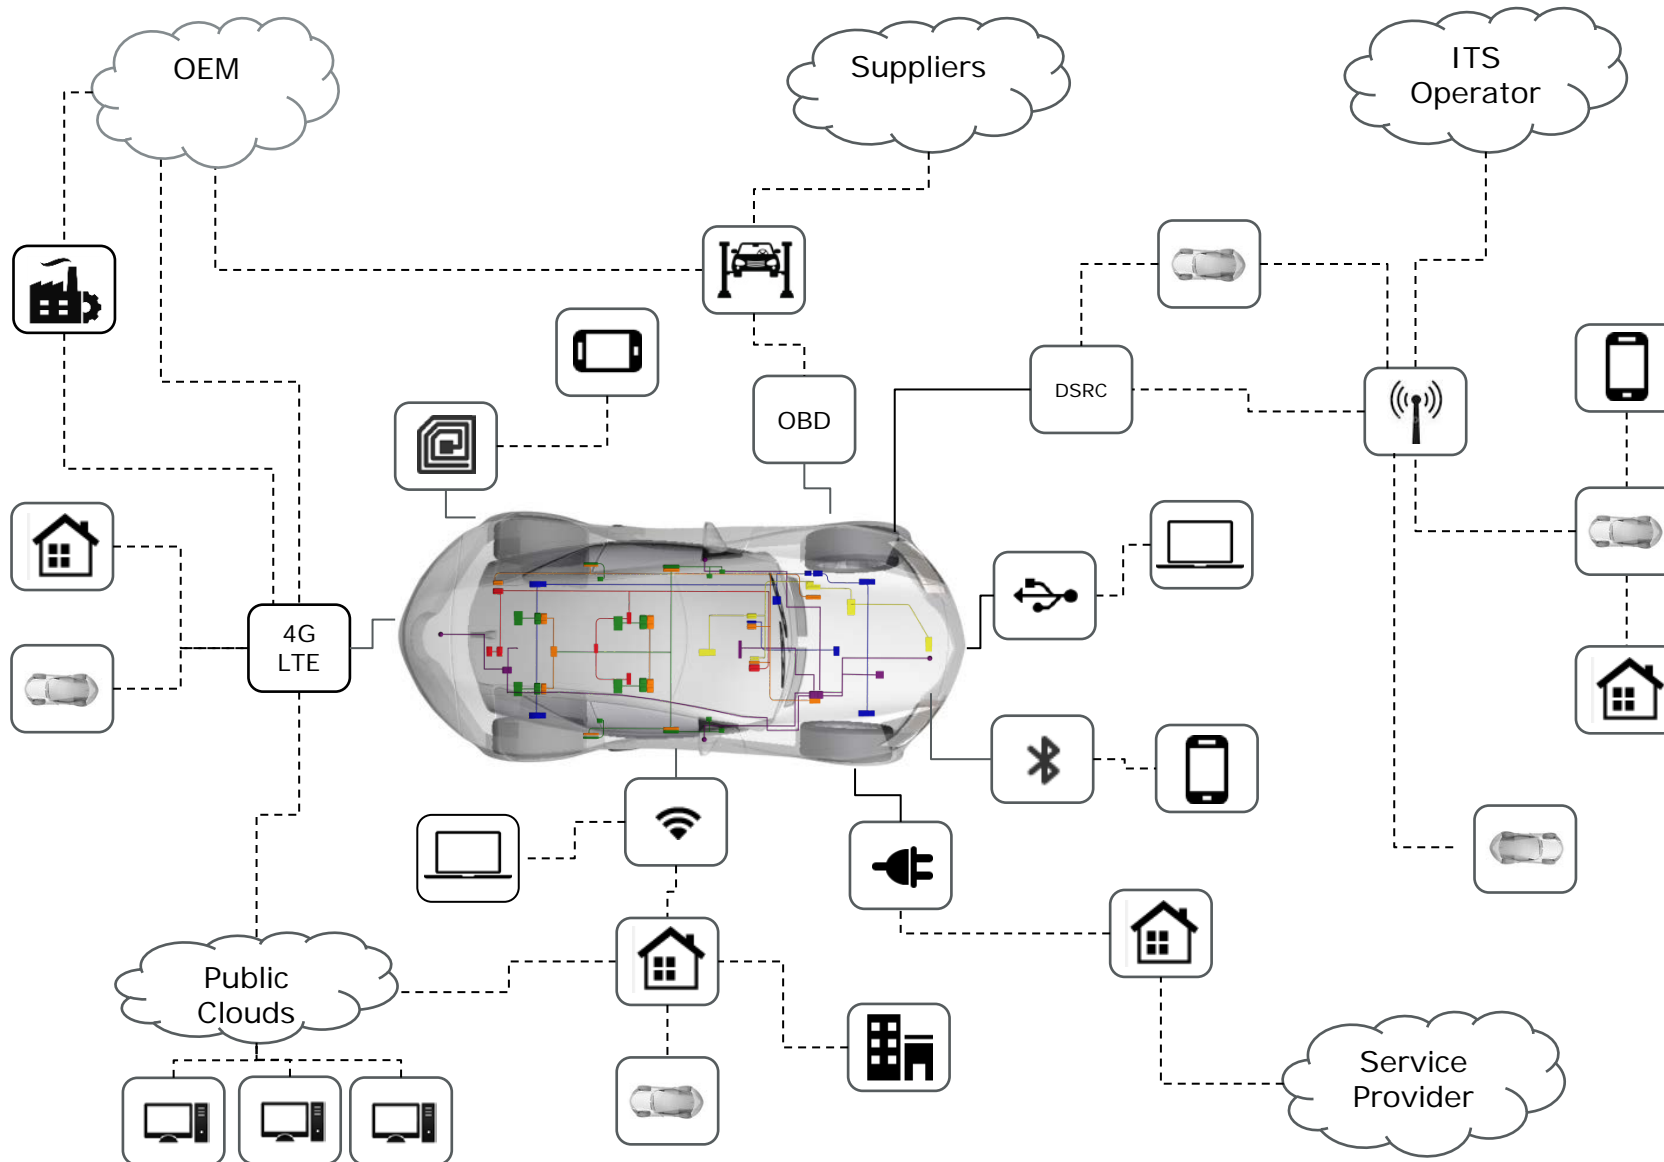 OEM
Suppliers
ITS
Operator
DSRC
OBD
4G
LTE
Public
Clouds
Service
Provider